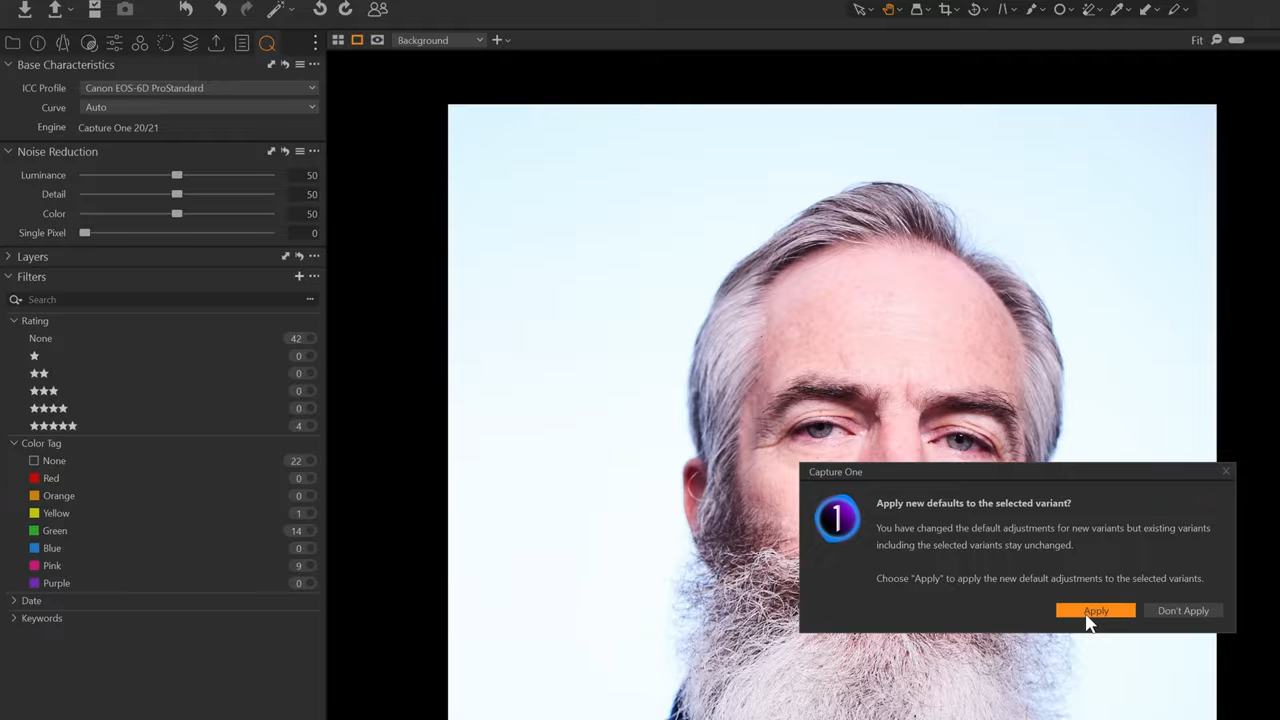 Background
Fit
Base Characteristics
ICC Profile Canon EOS-6D ProStandard
Curve Auto
Engine Capture One 20/21
Noise Reduction
Luminance 50
Detail 50
Color 50
Single Pixel 0
Layers
Filters
Search
Rating
None 42
0
0
0
0
4
Color Tag
None 22
Red 0
Orange 0
Yellow 1
Green 14
Blue 0
Pink 9
Purple 0
Date
Keywords
Capture One
1
Apply new defaults to the selected variant?
You have changed the default adjustments for new variants but existing variants
including the selected variants stay unchanged.
Choose "Apply" to apply the new default adjustments to the selected variants.
Apply Don't Apply